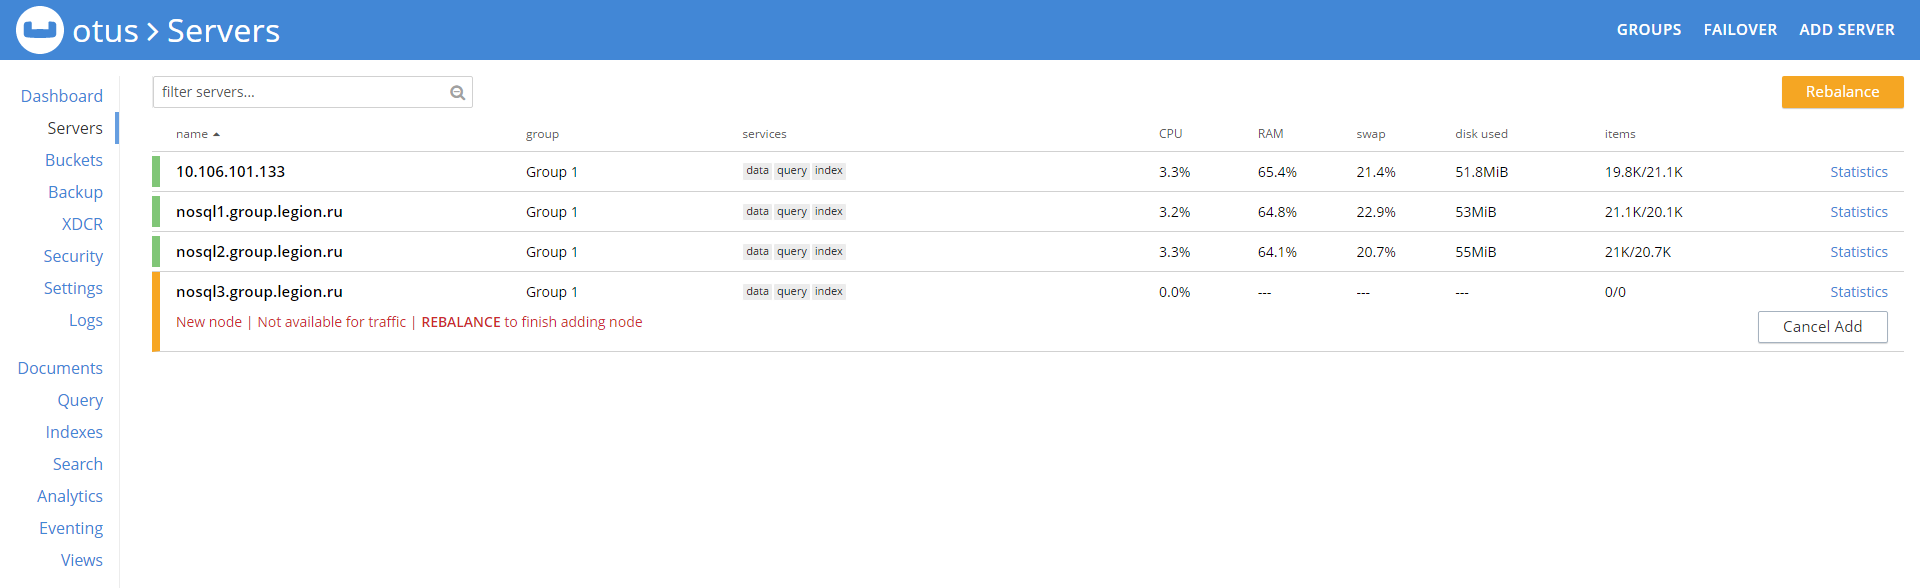 otus > Servers
GROUPS FAILOVER ADD SERVER
Dashboard
Servers
Buckets
Backup
XDCR
Security
Settings
Logs
Documents
Query
Indexes
Search
Analytics
Eventing
Views
filter servers...
Rebalance
name group services CPU RAM swap disk used items
10.106.101.133 Group 1 data query index 3.3% 65.4% 21.4% 51.8MiB 19.8K/21.1K Statistics
nosql1.group.legion.ru Group 1 data query index 3.2% 64.8% 22.9% 53MiB 21.1K/20.1K Statistics
nosql2.group.legion.ru Group 1 data query index 3.3% 64.1% 20.7% 55MiB 21K/20.7K Statistics
nosql3.group.legion.ru Group 1 data query index 0.0% --- --- --- 0/0 Statistics
New node | Not available for traffic | REBALANCE to finish adding node
Cancel Add